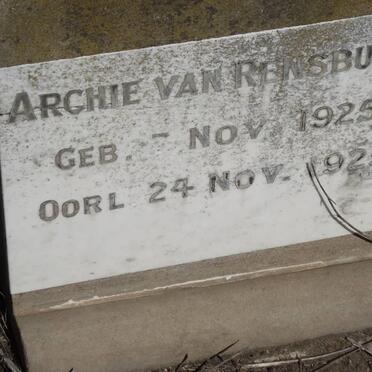 ARCHIE VAN RENSBU
GEB. - NOV. 1925
OORL 24 NOV. 192